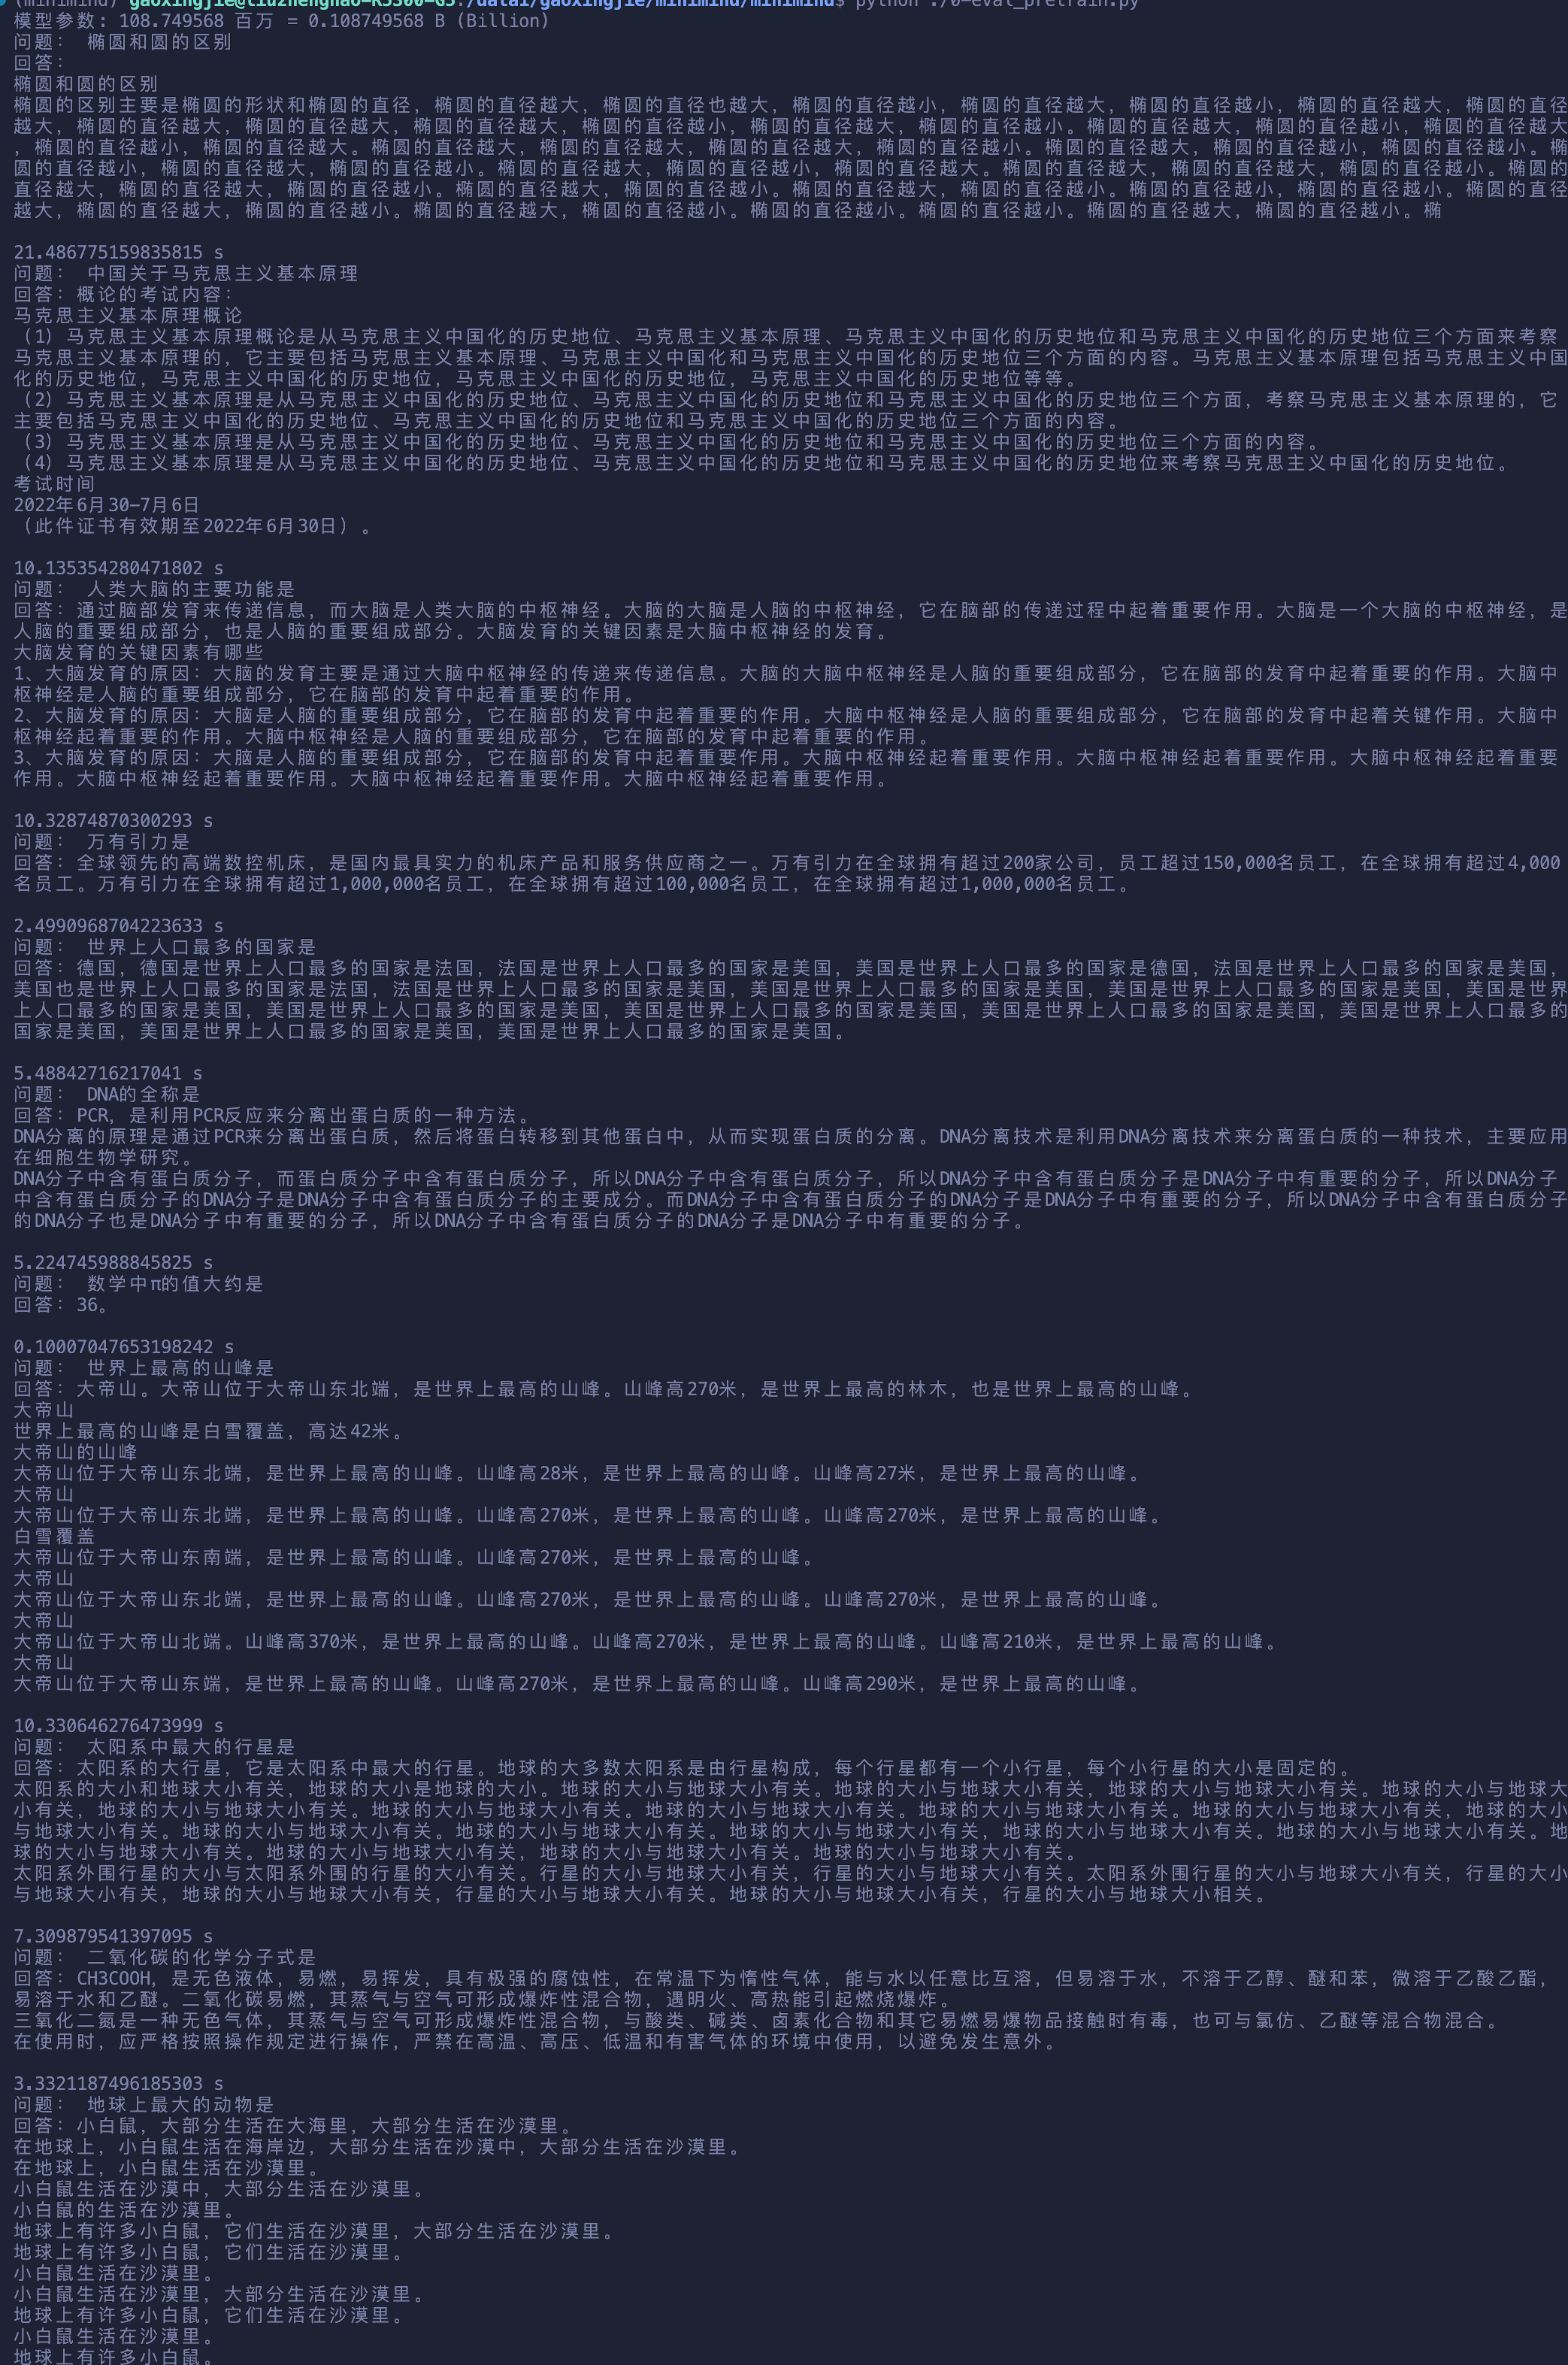 (minimind) gaoxingjie@liuzhenghao-R5300-G5:/data1/gaoxingjie/minimind/minimind$ python ./0-eval_pretrain.py
模型参数: 108.749568 百万 = 0.108749568 B (Billion)
问题： 椭圆和圆的区别
回答：
椭圆和圆的区别
椭圆的区别主要是椭圆的形状和椭圆的直径，椭圆的直径越大，椭圆的直径也越大，椭圆的直径越小，椭圆的直径越大，椭圆的直径越小，椭圆的直径越大，椭圆的直径
越大，椭圆的直径越大，椭圆的直径越大，椭圆的直径越大，椭圆的直径越小，椭圆的直径越大，椭圆的直径越小。椭圆的直径越大，椭圆的直径越小，椭圆的直径越大
，椭圆的直径越小，椭圆的直径越大。椭圆的直径越大，椭圆的直径越大，椭圆的直径越大，椭圆的直径越小。椭圆的直径越大，椭圆的直径越小，椭圆的直径越小。椭
圆的直径越小，椭圆的直径越大，椭圆的直径越大，椭圆的直径越小。椭圆的直径越大，椭圆的直径越小，椭圆的直径越大。椭圆的直径越大，椭圆的直径越大，椭圆的直径越小。椭圆的
直径越大，椭圆的直径越大，椭圆的直径越小。椭圆的直径越大，椭圆的直径越小，椭圆的直径越小。椭圆的直径越小，椭圆的直径越小，椭圆的直径越小。椭圆的直径
越大，椭圆的直径越大，椭圆的直径越小。椭圆的直径越大，椭圆的直径越小。椭圆的直径越小。椭圆的直径越小。椭圆的直径越大，椭圆的直径越小。椭
21.486775159835815 s
问题： 中国关于马克思主义基本原理
回答：概论的考试内容：
马克思主义基本原理概论
（1）马克思主义基本原理概论是从马克思主义中国化的历史地位、马克思主义基本原理、马克思主义中国化的历史地位和马克思主义中国化的历史地位三个方面来考察
马克思主义基本原理的，它主要包括马克思主义基本原理、马克思主义中国化和马克思主义中国化的历史地位三个方面的内容。马克思主义基本原理包括马克思主义中国
化的历史地位，马克思主义中国化的历史地位，马克思主义中国化的历史地位，马克思主义中国化的历史地位等等。
（2）马克思主义基本原理是从马克思主义中国化的历史地位、马克思主义中国化的历史地位和马克思主义中国化的历史地位三个方面，考察马克思主义基本原理的，它
主要包括马克思主义中国化的历史地位、马克思主义中国化的历史地位和马克思主义中国化的历史地位三个方面的内容。
（3）马克思主义基本原理是从马克思主义中国化的历史地位、马克思主义中国化的历史地位和马克思主义中国化的历史地位三个方面的内容。
（4）马克思主义基本原理是从马克思主义中国化的历史地位、马克思主义中国化的历史地位和马克思主义中国化的历史地位来考察马克思主义中国化的历史地位。
考试时间
2022年6月30—7月6日
（此件证书有效期至2022年6月30日）。
10.135354280471802 s
问题： 人类大脑的主要功能是
回答：通过脑部发育来传递信息，而大脑是人类大脑的中枢神经。大脑的大脑是人脑的中枢神经，它在脑部的传递过程中起着重要作用。大脑是一个大脑的中枢神经，是
人脑的重要组成部分，也是人脑的重要组成部分。大脑发育的关键因素是大脑中枢神经的发育。
大脑发育的关键因素有哪些
1、大脑发育的原因：大脑的发育主要是通过大脑中枢神经的传递来传递信息。大脑的大脑中枢神经是人脑的重要组成部分，它在脑部的发育中起着重要的作用。大脑中
枢神经是人脑的重要组成部分，它在脑部的发育中起着重要的作用。
2、大脑发育的原因：大脑是人脑的重要组成部分，它在脑部的发育中起着重要的作用。大脑中枢神经是人脑的重要组成部分，它在脑部的发育中起着关键作用。大脑中
枢神经起着重要的作用。大脑中枢神经是人脑的重要组成部分，它在脑部的发育中起着重要的作用。
3、大脑发育的原因：大脑是人脑的重要组成部分，它在脑部的发育中起着重要作用。大脑中枢神经起着重要作用。大脑中枢神经起着重要作用。大脑中枢神经起着重要
作用。大脑中枢神经起着重要作用。大脑中枢神经起着重要作用。大脑中枢神经起着重要作用。
10.32874870300293 s
问题： 万有引力是
回答：全球领先的高端数控机床，是国内最具实力的机床产品和服务供应商之一。万有引力在全球拥有超过200家公司，员工超过150,000名员工，在全球拥有超过4,000
名员工。万有引力在全球拥有超过1,000,000名员工，在全球拥有超过100,000名员工，在全球拥有超过1,000,000名员工。
2.4990968704223633 s
问题： 世界上人口最多的国家是
回答：德国，德国是世界上人口最多的国家是法国，法国是世界上人口最多的国家是美国，美国是世界上人口最多的国家是德国，法国是世界上人口最多的国家是美国，
美国也是世界上人口最多的国家是法国，法国是世界上人口最多的国家是美国，美国是世界上人口最多的国家是美国，美国是世界上人口最多的国家是美国，美国是世界
上人口最多的国家是美国，美国是世界上人口最多的国家是美国，美国是世界上人口最多的国家是美国，美国是世界上人口最多的国家是美国，美国是世界上人口最多的
国家是美国，美国是世界上人口最多的国家是美国，美国是世界上人口最多的国家是美国。
5.48842716217041 s
问题： DNA的全称是
回答：PCR，是利用PCR反应来分离出蛋白质的一种方法。
DNA分离的原理是通过PCR来分离出蛋白质，然后将蛋白转移到其他蛋白中，从而实现蛋白质的分离。DNA分离技术是利用DNA分离技术来分离蛋白质的一种技术，主要应用
在细胞生物学研究。
DNA分子中含有蛋白质分子，而蛋白质分子中含有蛋白质分子，所以DNA分子中含有蛋白质分子，所以DNA分子中含有蛋白质分子是DNA分子中有重要的分子，所以DNA分子
中含有蛋白质分子的DNA分子是DNA分子中含有蛋白质分子的主要成分。而DNA分子中含有蛋白质分子的DNA分子是DNA分子中有重要的分子，所以DNA分子中含有蛋白质分子
的DNA分子也是DNA分子中有重要的分子，所以DNA分子中含有蛋白质分子的DNA分子是DNA分子中有重要的分子。
5.224745988845825 s
问题： 数学中π的值大约是
回答：36。
0.10007047653198242 s
问题： 世界上最高的山峰是
回答：大帝山。大帝山位于大帝山东北端，是世界上最高的山峰。山峰高270米，是世界上最高的林木，也是世界上最高的山峰。
大帝山
世界上最高的山峰是白雪覆盖，高达42米。
大帝山的山峰
大帝山位于大帝山东北端，是世界上最高的山峰。山峰高28米，是世界上最高的山峰。山峰高27米，是世界上最高的山峰。
大帝山
大帝山位于大帝山东北端，是世界上最高的山峰。山峰高270米，是世界上最高的山峰。山峰高270米，是世界上最高的山峰。
白雪覆盖
大帝山位于大帝山东南端，是世界上最高的山峰。山峰高270米，是世界上最高的山峰。
大帝山
大帝山位于大帝山东北端，是世界上最高的山峰。山峰高270米，是世界上最高的山峰。山峰高270米，是世界上最高的山峰。
大帝山
大帝山位于大帝山北端。山峰高370米，是世界上最高的山峰。山峰高270米，是世界上最高的山峰。山峰高210米，是世界上最高的山峰。
大帝山
大帝山位于大帝山东端，是世界上最高的山峰。山峰高270米，是世界上最高的山峰。山峰高290米，是世界上最高的山峰。
10.330646276473999 s
问题： 太阳系中最大的行星是
回答：太阳系的大行星，它是太阳系中最大的行星。地球的大多数太阳系是由行星构成，每个行星都有一个小行星，每个小行星的大小是固定的。
太阳系的大小和地球大小有关，地球的大小是地球的大小。地球的大小与地球大小有关。地球的大小与地球大小有关，地球的大小与地球大小有关。地球的大小与地球大
小有关，地球的大小与地球大小有关。地球的大小与地球大小有关。地球的大小与地球大小有关。地球的大小与地球大小有关。地球的大小与地球大小有关，地球的大小
与地球大小有关。地球的大小与地球大小有关。地球的大小与地球大小有关。地球的大小与地球大小有关，地球的大小与地球大小有关。地球的大小与地球大小有关。地
球的大小与地球大小有关。地球的大小与地球大小有关，地球的大小与地球大小有关。地球的大小与地球大小有关。
太阳系外围行星的大小与太阳系外围的行星的大小有关。行星的大小与地球大小有关，行星的大小与地球大小有关。太阳系外围行星的大小与地球大小有关，行星的大小
与地球大小有关，地球的大小与地球大小有关，行星的大小与地球大小有关。地球的大小与地球大小有关，行星的大小与地球大小相关。
7.309879541397095 s
问题： 二氧化碳的化学分子式是
回答：CH3COOH，是无色液体，易燃，易挥发，具有极强的腐蚀性，在常温下为惰性气体，能与水以任意比互溶，但易溶于水，不溶于乙醇、醚和苯，微溶于乙酸乙酯，
易溶于水和乙醚。二氧化碳易燃，其蒸气与空气可形成爆炸性混合物，遇明火、高热能引起燃烧爆炸。
三氧化二氮是一种无色气体，其蒸气与空气可形成爆炸性混合物，与酸类、碱类、卤素化合物和其它易燃易爆物品接触时有毒，也可与氯仿、乙醚等混合物混合。
在使用时，应严格按照操作规定进行操作，严禁在高温、高压、低温和有害气体的环境中使用，以避免发生意外。
3.3321187496185303 s
问题： 地球上最大的动物是
回答：小白鼠，大部分生活在大海里，大部分生活在沙漠里。
在地球上，小白鼠生活在海岸边，大部分生活在沙漠中，大部分生活在沙漠里。
在地球上，小白鼠生活在沙漠里。
小白鼠生活在沙漠中，大部分生活在沙漠里。
小白鼠的生活在沙漠里。
地球上有许多小白鼠，它们生活在沙漠里，大部分生活在沙漠里。
地球上有许多小白鼠，它们生活在沙漠里。
小白鼠生活在沙漠里。
小白鼠生活在沙漠里，大部分生活在沙漠里。
地球上有许多小白鼠，它们生活在沙漠里。
小白鼠生活在沙漠里。
地球上有许多小白鼠。